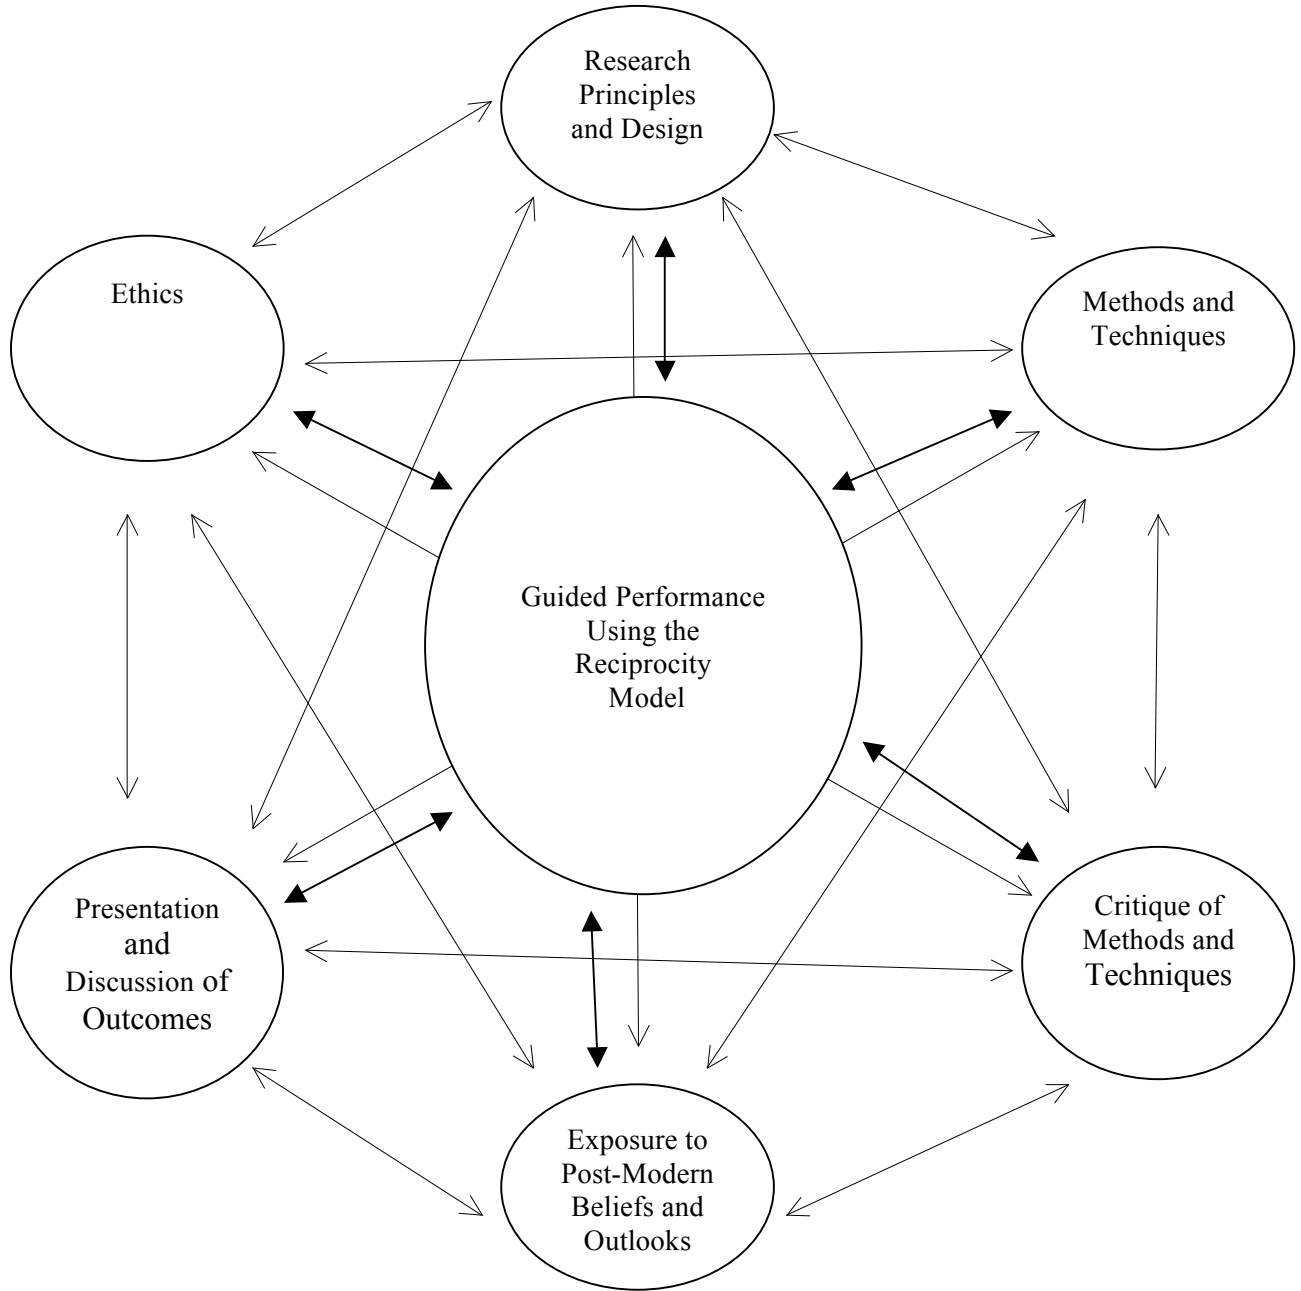 Research
Principles
and Design
Ethics
Methods and
Techniques
Guided Performance
Using the
Reciprocity
Model
Presentation
and
Discussion of
Outcomes
Critique of
Methods and
Techniques
Exposure to
Post-Modern
Beliefs and
Outlooks